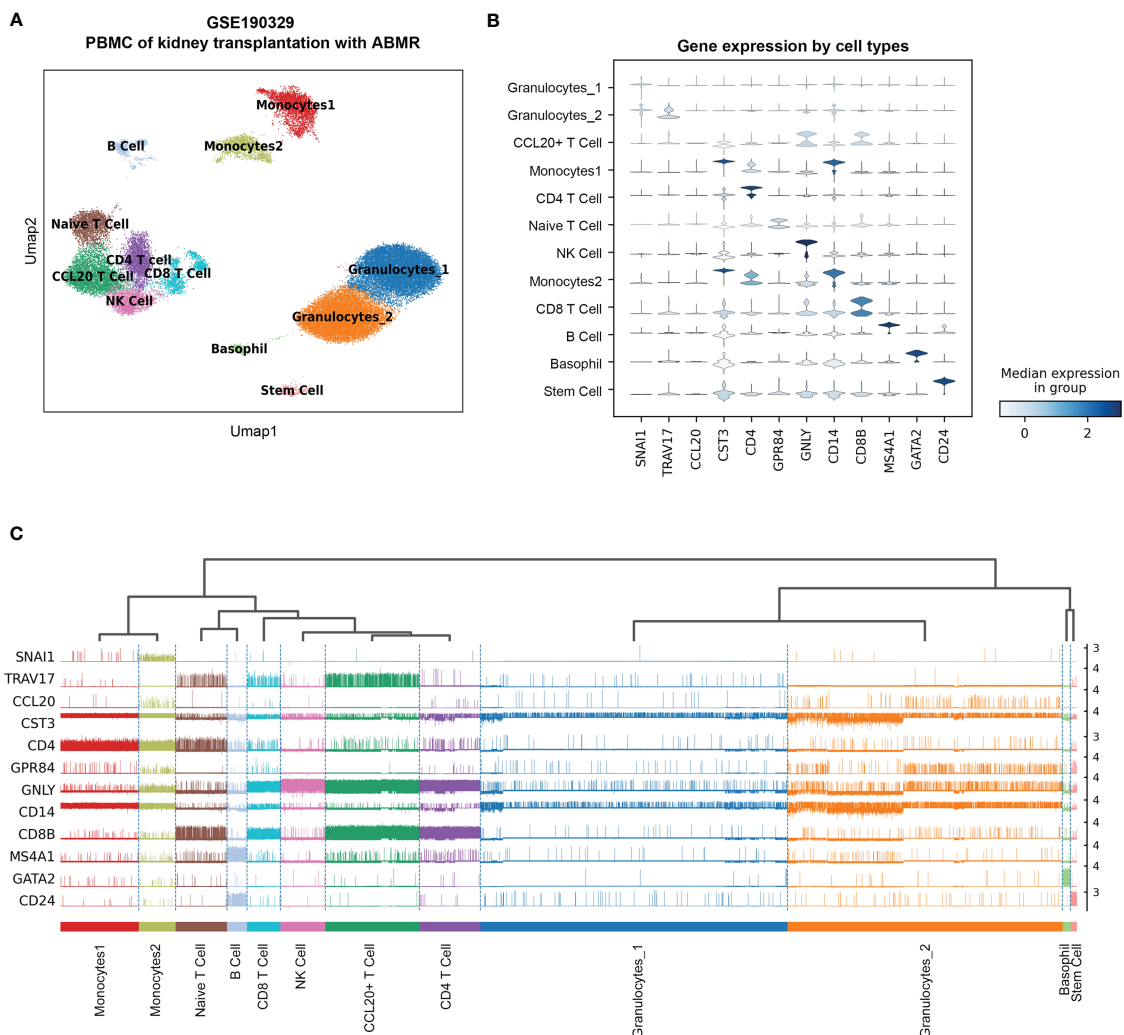 A
GSE190329
PBMC of kidney transplantation with ABMR
Monocytes1
B Cell
Monocytes2
Naive T Cell
CD4 T cell
CCL20 T Cell
CD8 T Cell
Granulocytes_1
NK Cell
Granulocytes_2
Basophil
Stem Cell
Umap2
Umap1
B
Gene expression by cell types
Granulocytes_1
Granulocytes_2
CCL20+ T Cell
Monocytes1
CD4 T Cell
Naive T Cell
NK Cell
Monocytes2
CD8 T Cell
B Cell
Basophil
Stem Cell
SNAI1
TRAV17
CCL20
CST3
CD4
GPR84
GNLY
CD14
CD8B
MS4A1
GATA2
CD24
Median expression
in group
0 2
C
SNAI1 3
TRAV17 4
CCL20 4
CST3 4
CD4 4
GPR84 4
GNLY 4
CD14 4
CD8B 4
MS4A1 4
GATA2 4
CD24 3
Monocytes1
Monocytes2
Naive T Cell
B Cell
CD8 T Cell
NK Cell
CCL20+ T Cell
CD4 T Cell
Granulocytes_1
Granulocytes_2
Basophil
Stem Cell